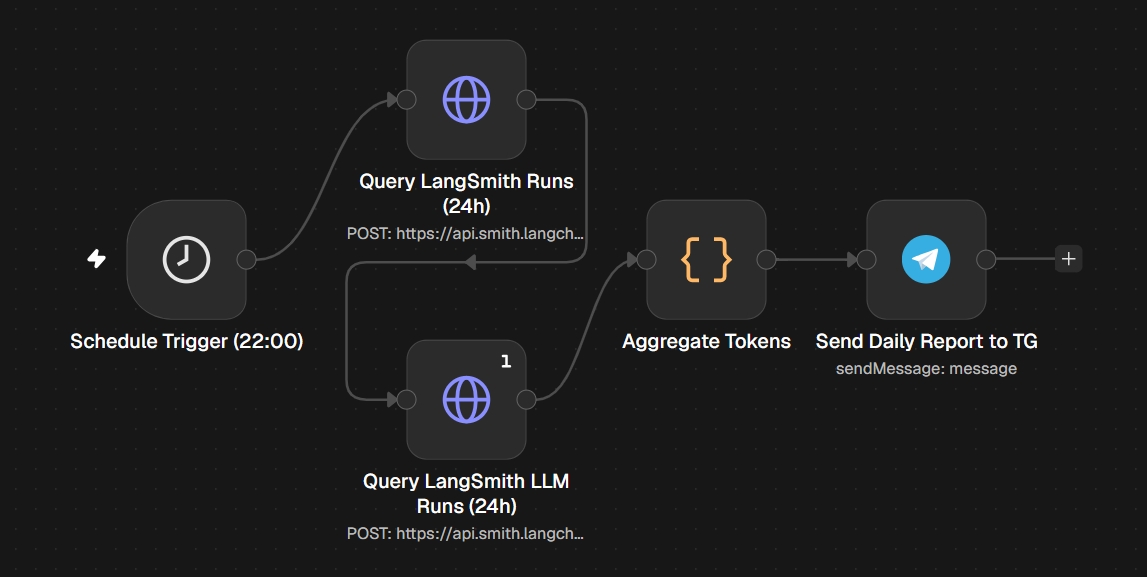 Query LangSmith Runs
(24h)
POST: https://api.smith.langch...
Schedule Trigger (22:00)
{ }
Aggregate Tokens
Send Daily Report to TG
sendMessage: message
1
Query LangSmith LLM
Runs (24h)
POST: https://api.smith.langch...